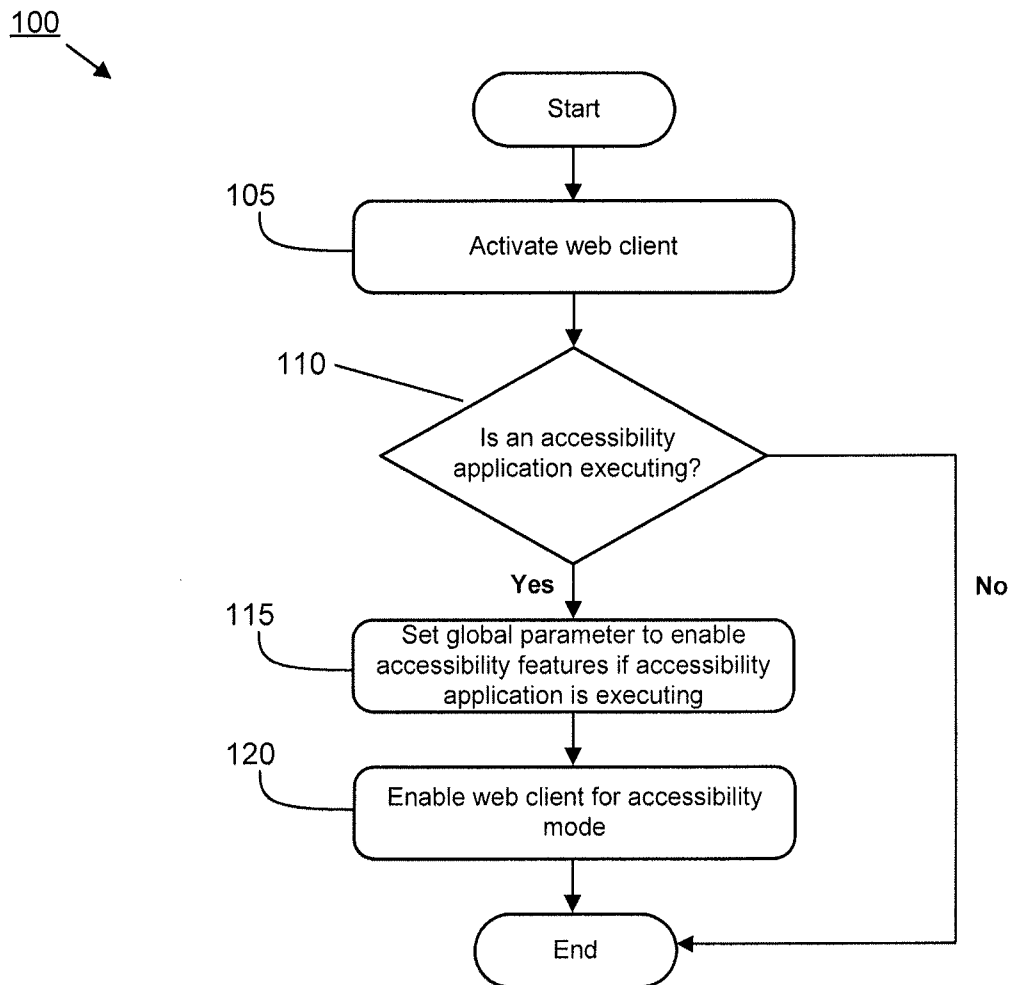 100
Start
105
Activate web client
110
Is an accessibility
application executing?
Yes
No
115
Set global parameter to enable
accessibility features if accessibility
application is executing
120
Enable web client for accessibility
mode
End